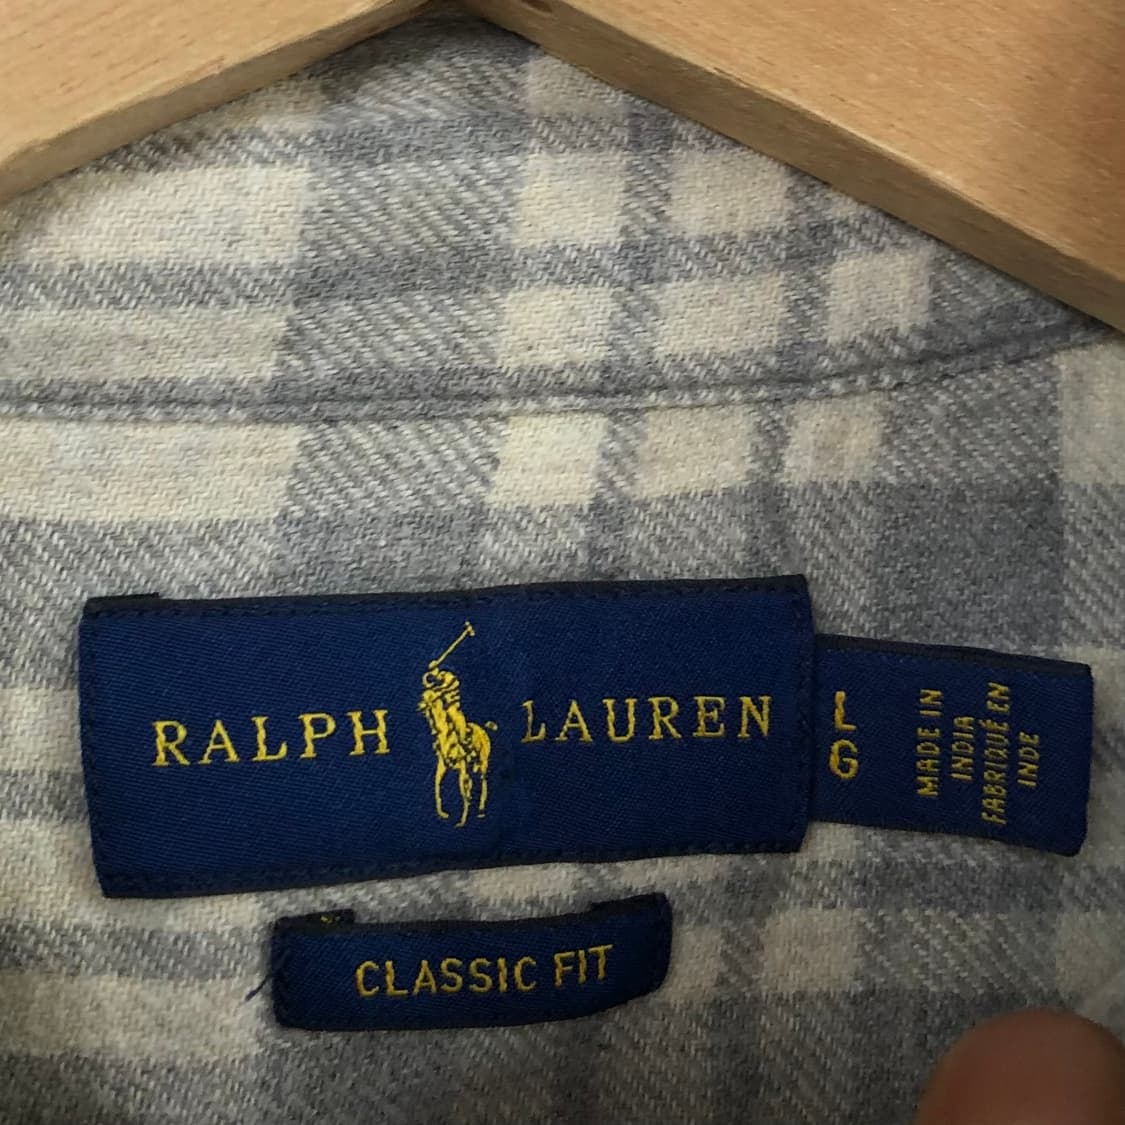 RALPH LAUREN
L
G
MADE IN
INDIA
FABRIQUÉ EN
INDE
CLASSIC FIT